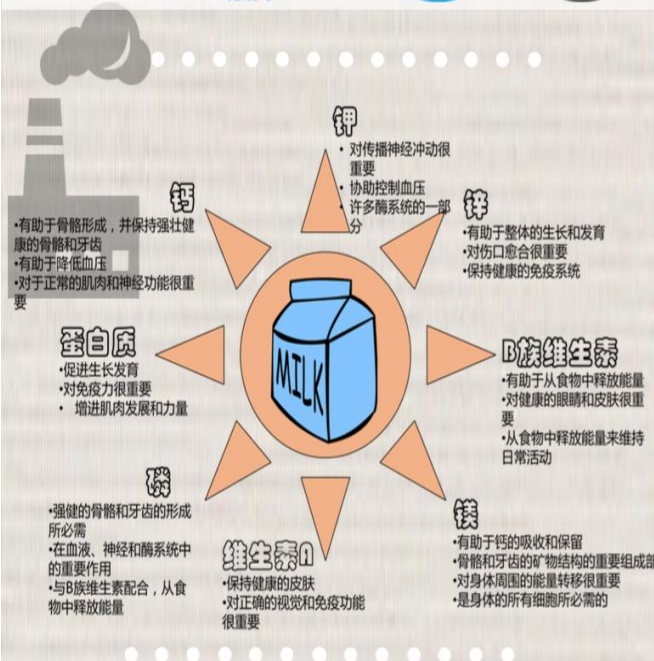 钾
• 对传播神经冲动很
重要
• 协助控制血压
• 许多酶系统的一部
分
钙
•有助于骨骼形成，并保持强壮健
康的骨骼和牙齿
•有助于降低血压
•对于正常的肌肉和神经功能很重
要
锌
•有助于整体的生长和发育
•对伤口愈合很重要
•保持健康的免疫系统
蛋白质
•促进生长发育
•对免疫力很重要
• 增进肌肉发展和力量
MILK
B族维生素
•有助于从食物中释放能量
•对健康的眼睛和皮肤很重
要
•从食物中释放能量来维持
日常活动
磷
•强健的骨骼和牙齿的形成
所必需
•在血液、神经和酶系统中
的重要作用
•与B族维生素配合，从食
物中释放能量
维生素A
•保持健康的皮肤
•对正确的视觉和免疫功能
很重要
镁
•有助于钙的吸收和保留
•骨骼和牙齿的矿物结构的重要组成部
•对身体周围的能量转移很重要
•是身体的所有细胞所必需的